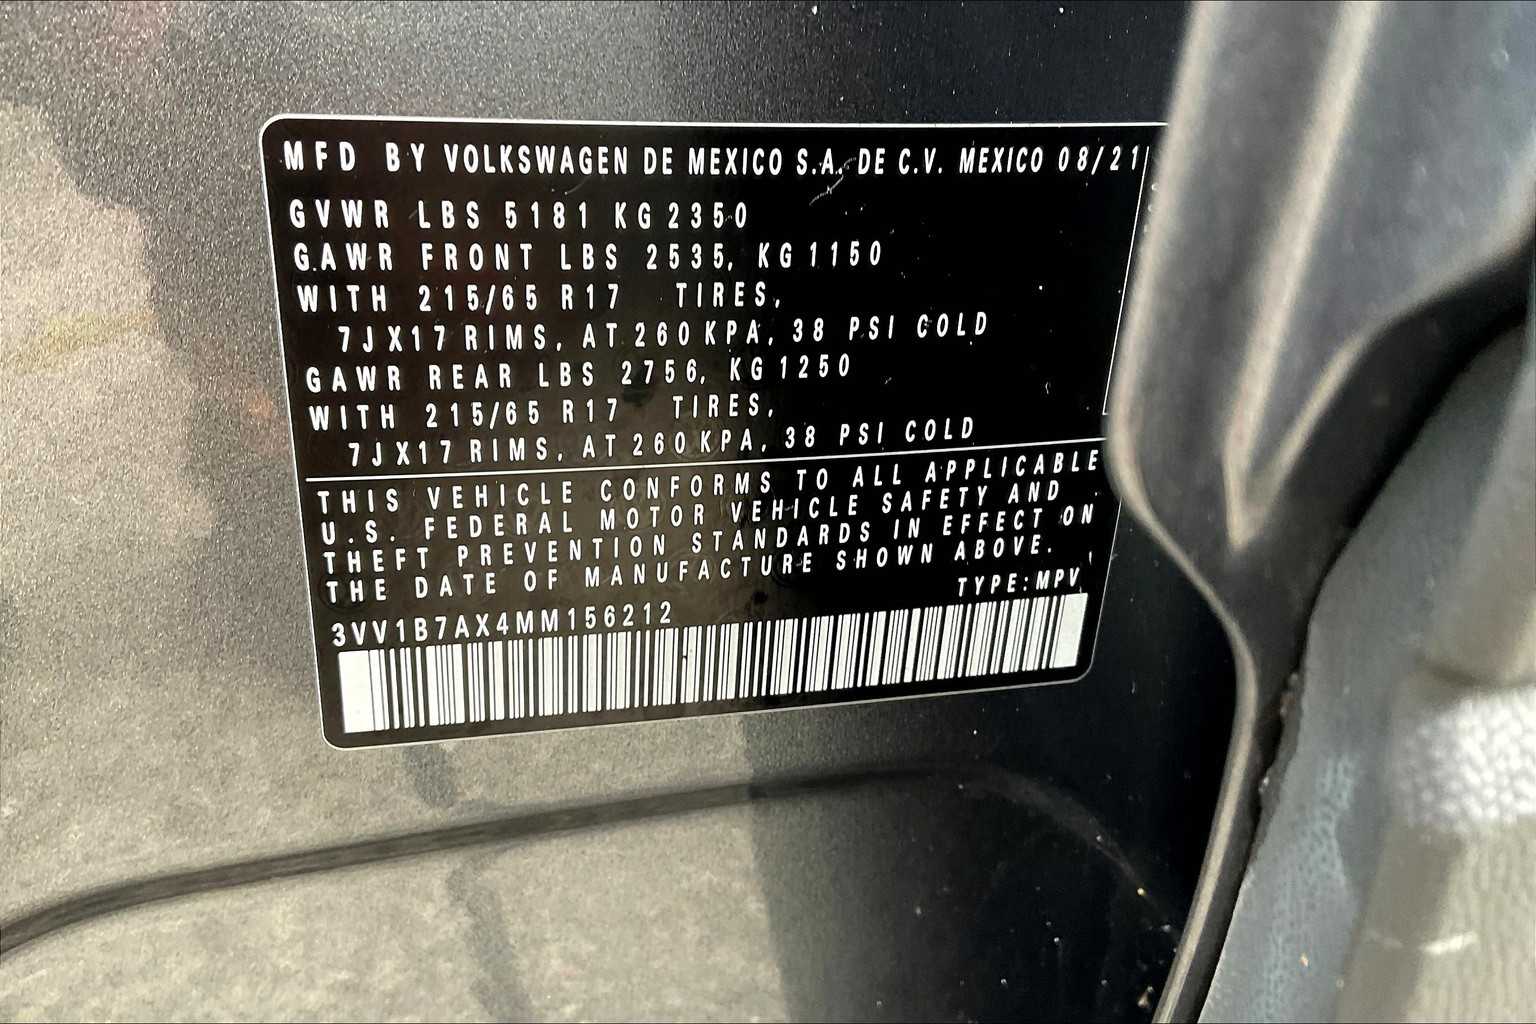 MFD BY VOLKSWAGEN DE MEXICO S.A. DE C.V. MEXICO 08/21
GVWR LBS 5181 KG 2350
GAWR FRONT LBS 2535, KG 1150
WITH 215/65 R17 TIRES,
7JX17 RIMS, AT 260 KPA, 38 PSI COLD
GAWR REAR LBS 2756, KG 1250
WITH 215/65 R17 TIRES,
7JX17 RIMS, AT 260 KPA, 38 PSI COLD
THIS VEHICLE CONFORMS TO ALL APPLICABLE
U.S. FEDERAL MOTOR VEHICLE SAFETY AND
THEFT PREVENTION STANDARDS IN EFFECT ON
THE DATE OF MANUFACTURE SHOWN ABOVE.
TYPE:MPV
3VV1B7AX4MM156212